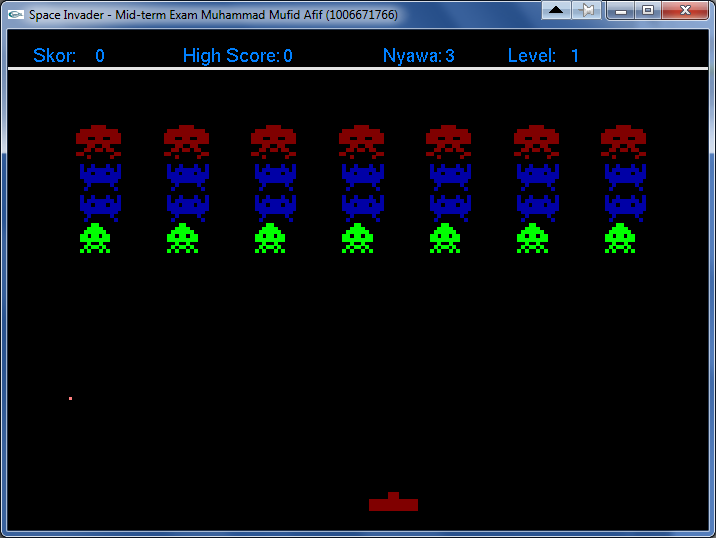 Space Invader - Mid-term Exam Muhammad Mufid Afif (1006671766)
Skor: 0 High Score: 0 Nyawa: 3 Level: 1